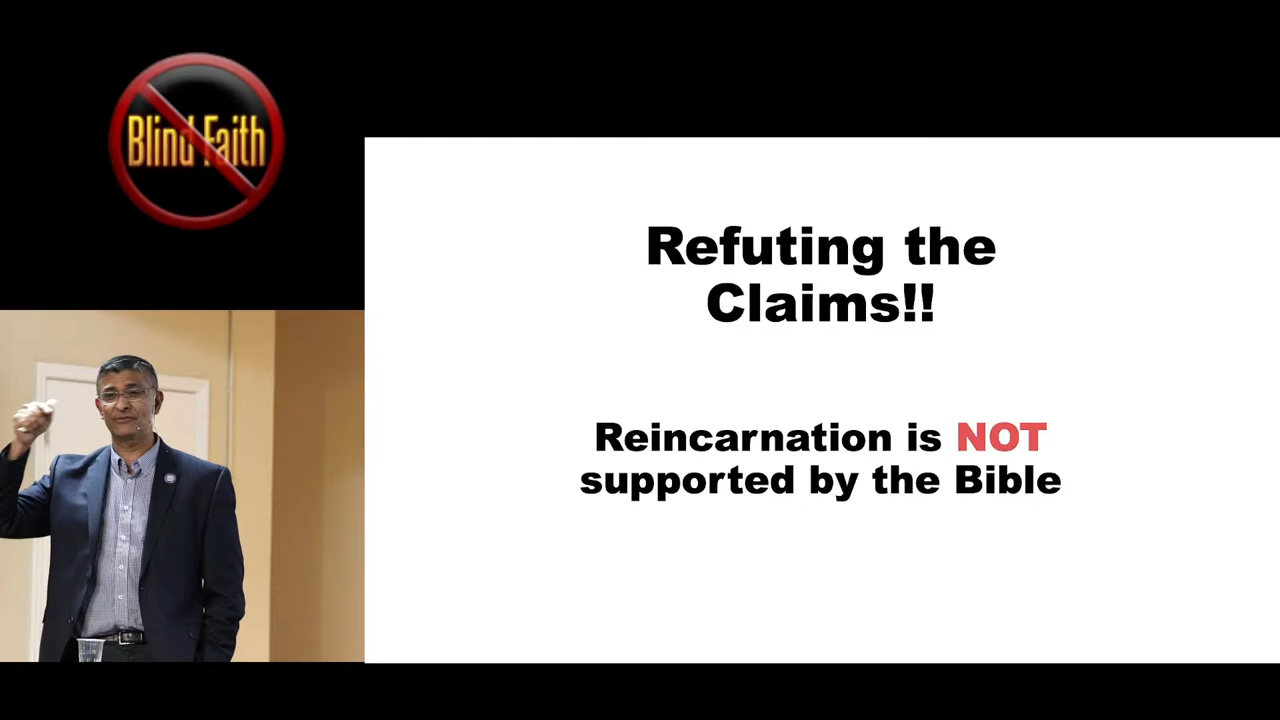 Blind Faith
Refuting the
Claims!!
Reincarnation is NOT
supported by the Bible